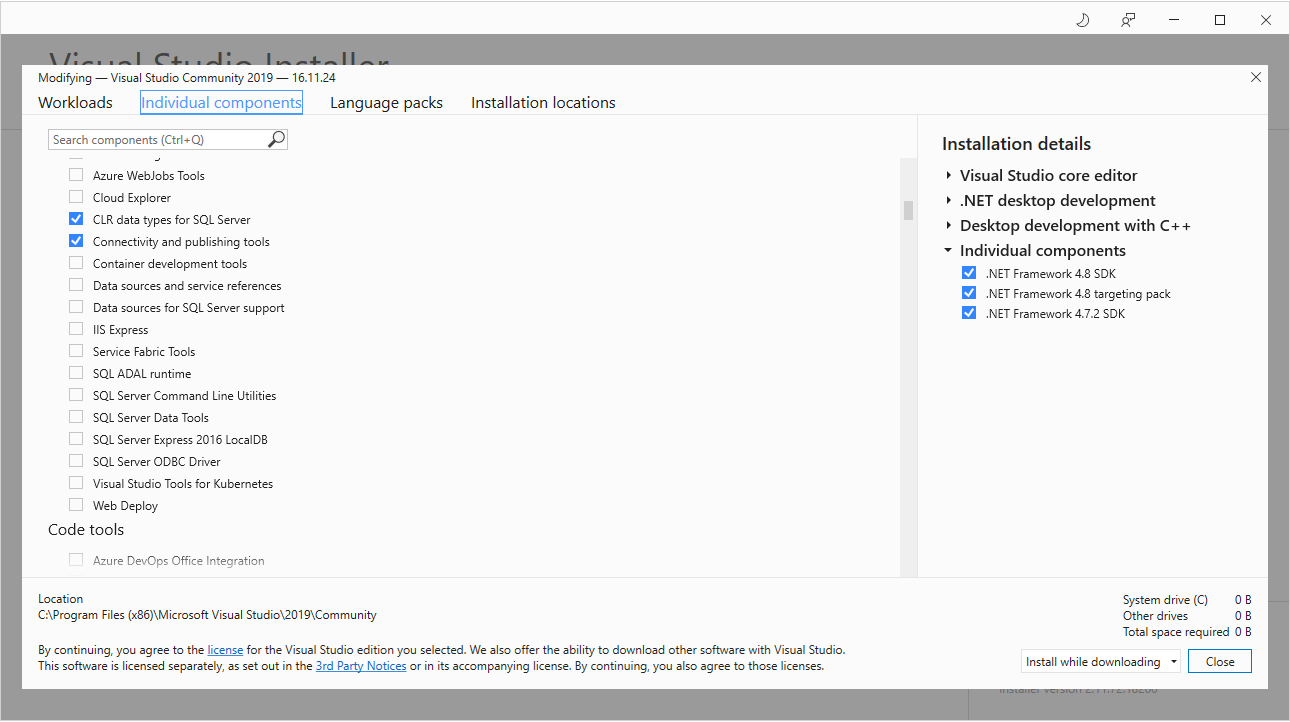 Visual Studio Installer
Modifying — Visual Studio Community 2019 — 16.11.24
Workloads Individual components Language packs Installation locations
Search components (Ctrl+Q)
Azure WebJobs Tools
Cloud Explorer
CLR data types for SQL Server
Connectivity and publishing tools
Container development tools
Data sources and service references
Data sources for SQL Server support
IIS Express
Service Fabric Tools
SQL ADAL runtime
SQL Server Command Line Utilities
SQL Server Data Tools
SQL Server Express 2016 LocalDB
SQL Server ODBC Driver
Visual Studio Tools for Kubernetes
Web Deploy
Code tools
Azure DevOps Office Integration
Installation details
Visual Studio core editor
.NET desktop development
Desktop development with C++
Individual components
.NET Framework 4.8 SDK
.NET Framework 4.8 targeting pack
.NET Framework 4.7.2 SDK
Location
C:\Program Files (x86)\Microsoft Visual Studio\2019\Community
By continuing, you agree to the license for the Visual Studio edition you selected. We also offer the ability to download other software with Visual Studio.
This software is licensed separately, as set out in the 3rd Party Notices or in its accompanying license. By continuing, you also agree to those licenses.
System drive (C) 0 B
Other drives 0 B
Total space required 0 B
Install while downloading Close
Installer version